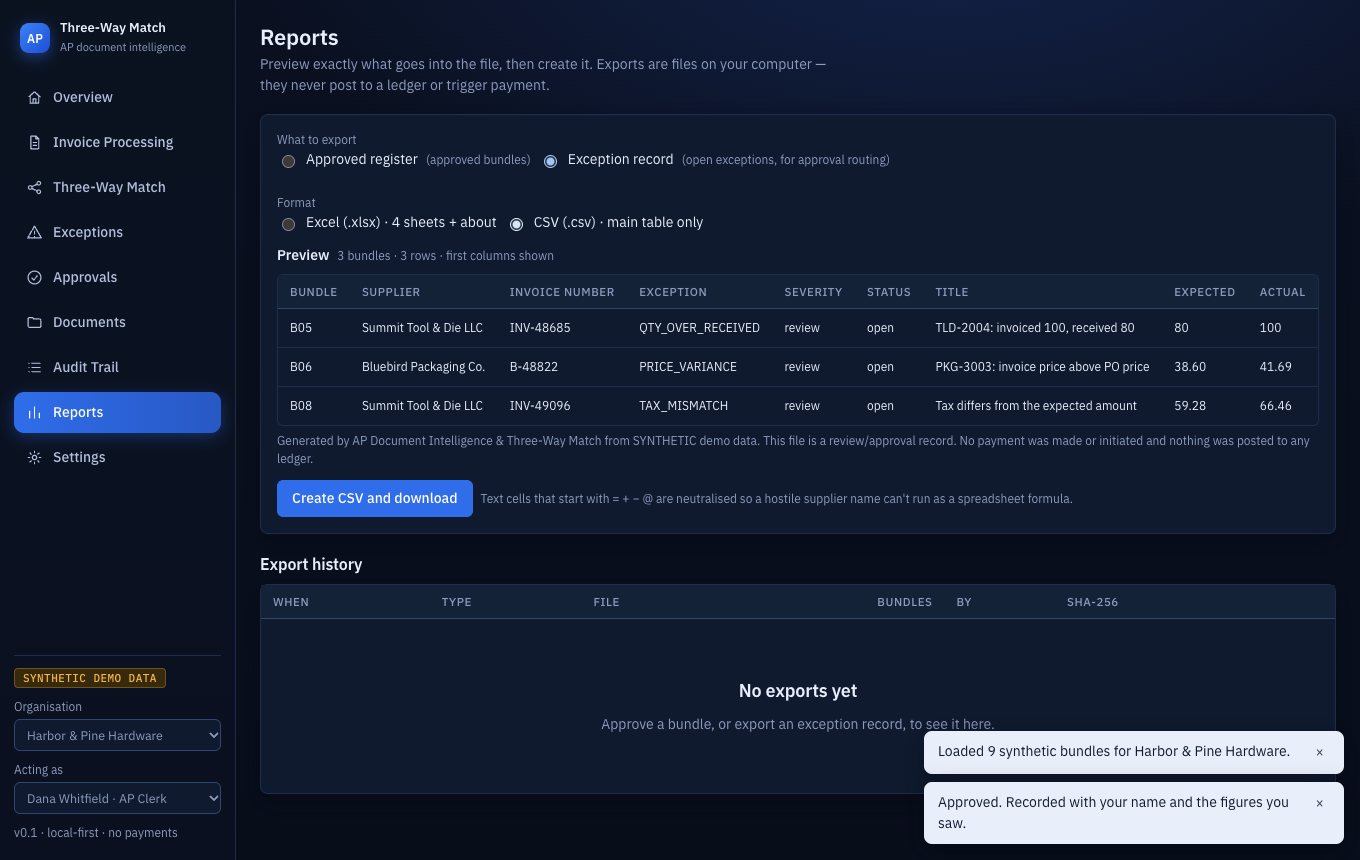 AP
Three-Way Match
AP document intelligence
Overview
Invoice Processing
Three-Way Match
Exceptions
Approvals
Documents
Audit Trail
Reports
Settings
SYNTHETIC DEMO DATA
Organisation
Harbor & Pine Hardware
Acting as
Dana Whitfield · AP Clerk
v0.1 · local-first · no payments
Reports
Preview exactly what goes into the file, then create it. Exports are files on your computer —
they never post to a ledger or trigger payment.
What to export
Approved register (approved bundles) Exception record (open exceptions, for approval routing)
Format
Excel (.xlsx) · 4 sheets + about CSV (.csv) · main table only
Preview 3 bundles · 3 rows · first columns shown
BUNDLE SUPPLIER INVOICE NUMBER EXCEPTION SEVERITY STATUS TITLE EXPECTED ACTUAL
B05 Summit Tool & Die LLC INV-48685 QTY_OVER_RECEIVED review open TLD-2004: invoiced 100, received 80 80 100
B06 Bluebird Packaging Co. B-48822 PRICE_VARIANCE review open PKG-3003: invoice price above PO price 38.60 41.69
B08 Summit Tool & Die LLC INV-49096 TAX_MISMATCH review open Tax differs from the expected amount 59.28 66.46
Generated by AP Document Intelligence & Three-Way Match from SYNTHETIC demo data. This file is a review/approval record. No payment was made or initiated and nothing was posted to any
ledger.
Create CSV and download Text cells that start with = + − @ are neutralised so a hostile supplier name can't run as a spreadsheet formula.
Export history
WHEN TYPE FILE BUNDLES BY SHA-256
No exports yet
Approve a bundle, or export an exception record, to see it here.
Loaded 9 synthetic bundles for Harbor & Pine Hardware. ×
Approved. Recorded with your name and the figures you ×
saw.